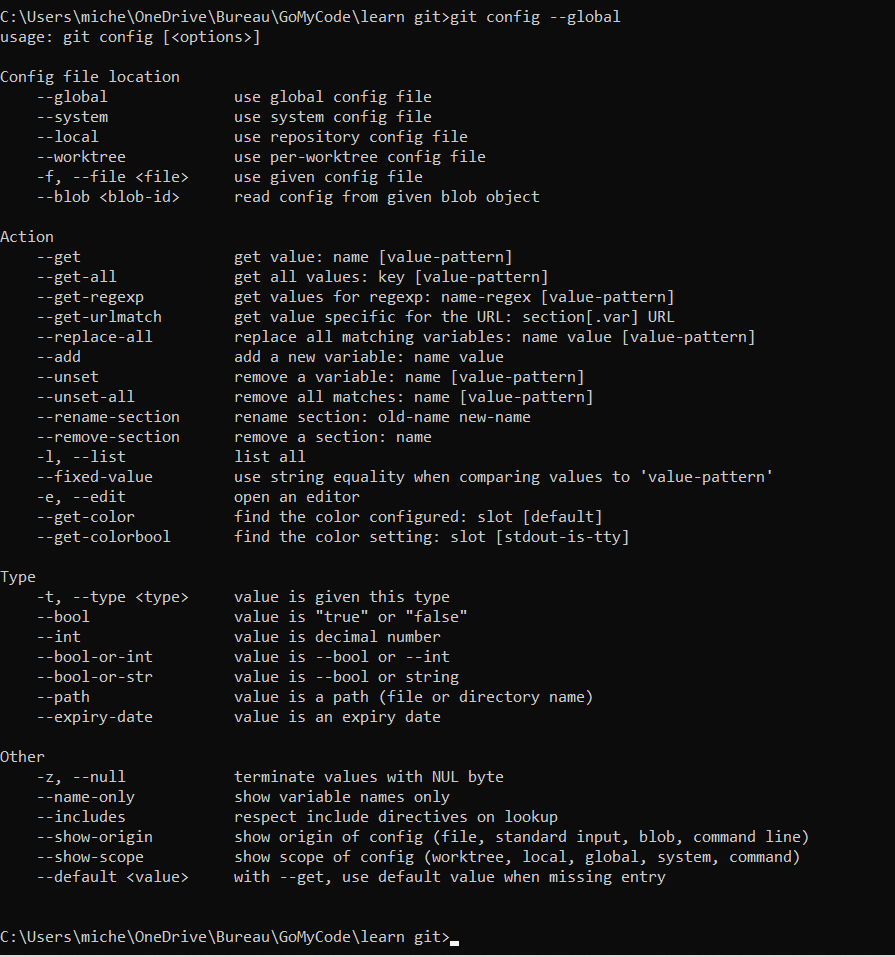 C:\Users\miche\OneDrive\Bureau\GoMyCode\learn git>git config --global
usage: git config [<options>]

Config file location
    --global              use global config file
    --system              use system config file
    --local               use repository config file
    --worktree            use per-worktree config file
    -f, --file <file>     use given config file
    --blob <blob-id>      read config from given blob object

Action
    --get                 get value: name [value-pattern]
    --get-all             get all values: key [value-pattern]
    --get-regexp          get values for regexp: name-regex [value-pattern]
    --get-urlmatch        get value specific for the URL: section[.var] URL
    --replace-all         replace all matching variables: name value [value-pattern]
    --add                 add a new variable: name value
    --unset               remove a variable: name [value-pattern]
    --unset-all           remove all matches: name [value-pattern]
    --rename-section      rename section: old-name new-name
    --remove-section      remove a section: name
    -l, --list            list all
    --fixed-value         use string equality when comparing values to 'value-pattern'
    -e, --edit            open an editor
    --get-color           find the color configured: slot [default]
    --get-colorbool       find the color setting: slot [stdout-is-tty]

Type
    -t, --type <type>     value is given this type
    --bool                value is "true" or "false"
    --int                 value is decimal number
    --bool-or-int         value is --bool or --int
    --bool-or-str         value is --bool or string
    --path                value is a path (file or directory name)
    --expiry-date         value is an expiry date

Other
    -z, --null            terminate values with NUL byte
    --name-only           show variable names only
    --includes            respect include directives on lookup
    --show-origin         show origin of config (file, standard input, blob, command line)
    --show-scope          show scope of config (worktree, local, global, system, command)
    --default <value>     with --get, use default value when missing entry

C:\Users\miche\OneDrive\Bureau\GoMyCode\learn git>